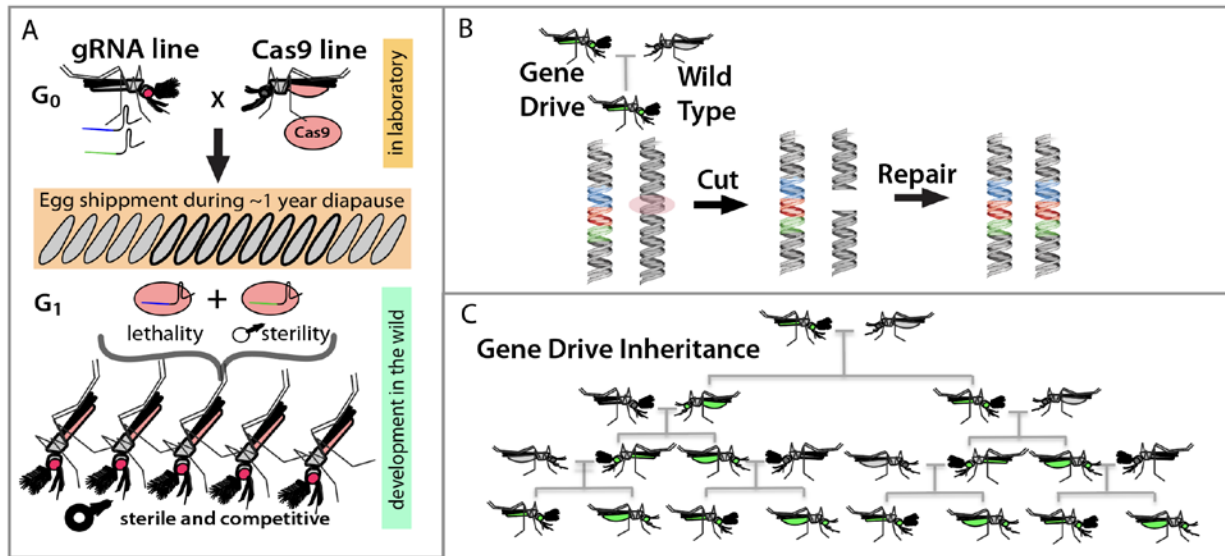 A
gRNA line
Cas9 line
G0
x
Cas9
in laboratory
Egg shippment during ~1 year diapause
G1
+
lethality
♂ sterility
development in the wild
♂ sterile and competitive
B
Gene
Drive
Wild
Type
Cut
Repair
C
Gene Drive Inheritance